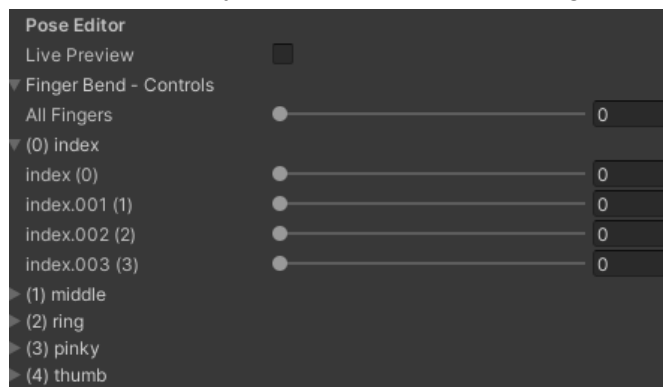 Pose Editor
Live Preview
Finger Bend - Controls
All Fingers 0
(0) index
index (0) 0
index.001 (1) 0
index.002 (2) 0
index.003 (3) 0
(1) middle
(2) ring
(3) pinky
(4) thumb